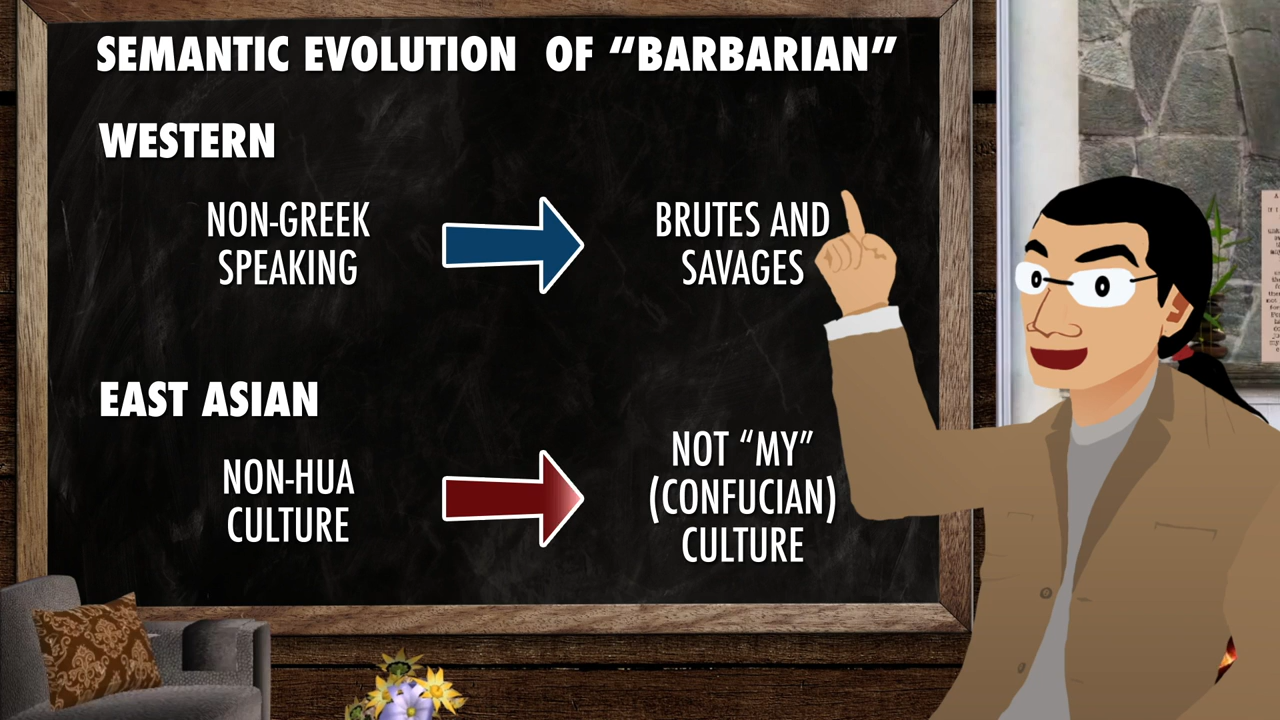 SEMANTIC EVOLUTION OF “BARBARIAN”
WESTERN
NON-GREEK
SPEAKING
BRUTES AND
SAVAGES
EAST ASIAN
NON-HUA
CULTURE
NOT “MY”
(CONFUCIAN)
CULTURE